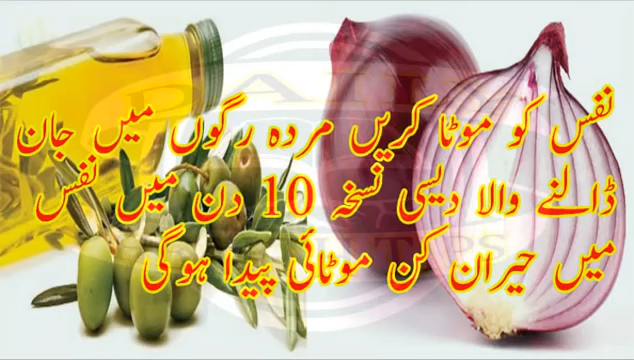 نفس کو موٹا کریں مردہ رگوں میں جان
ڈالنے والا دیسی نسخہ 10 دن میں نفس
میں حیران کن موٹائی پیدا ہوگی